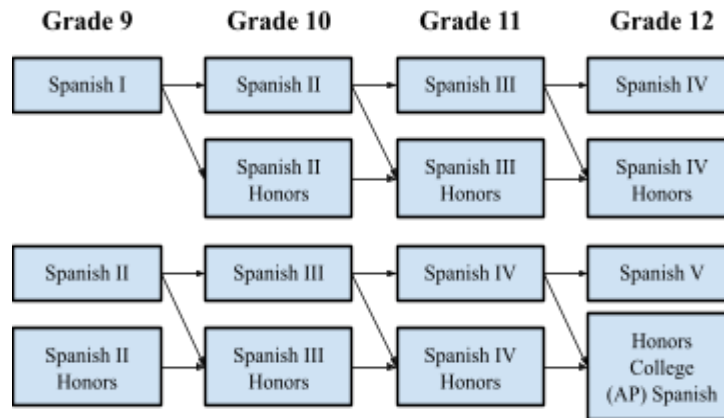 Grade 9 Grade 10 Grade 11 Grade 12
Spanish I Spanish II Spanish III Spanish IV
Spanish II Spanish III Spanish IV
Honors Honors Honors
Spanish II Spanish III Spanish IV Spanish V
Spanish II Spanish III Spanish IV Honors
Honors Honors Honors College
(AP) Spanish